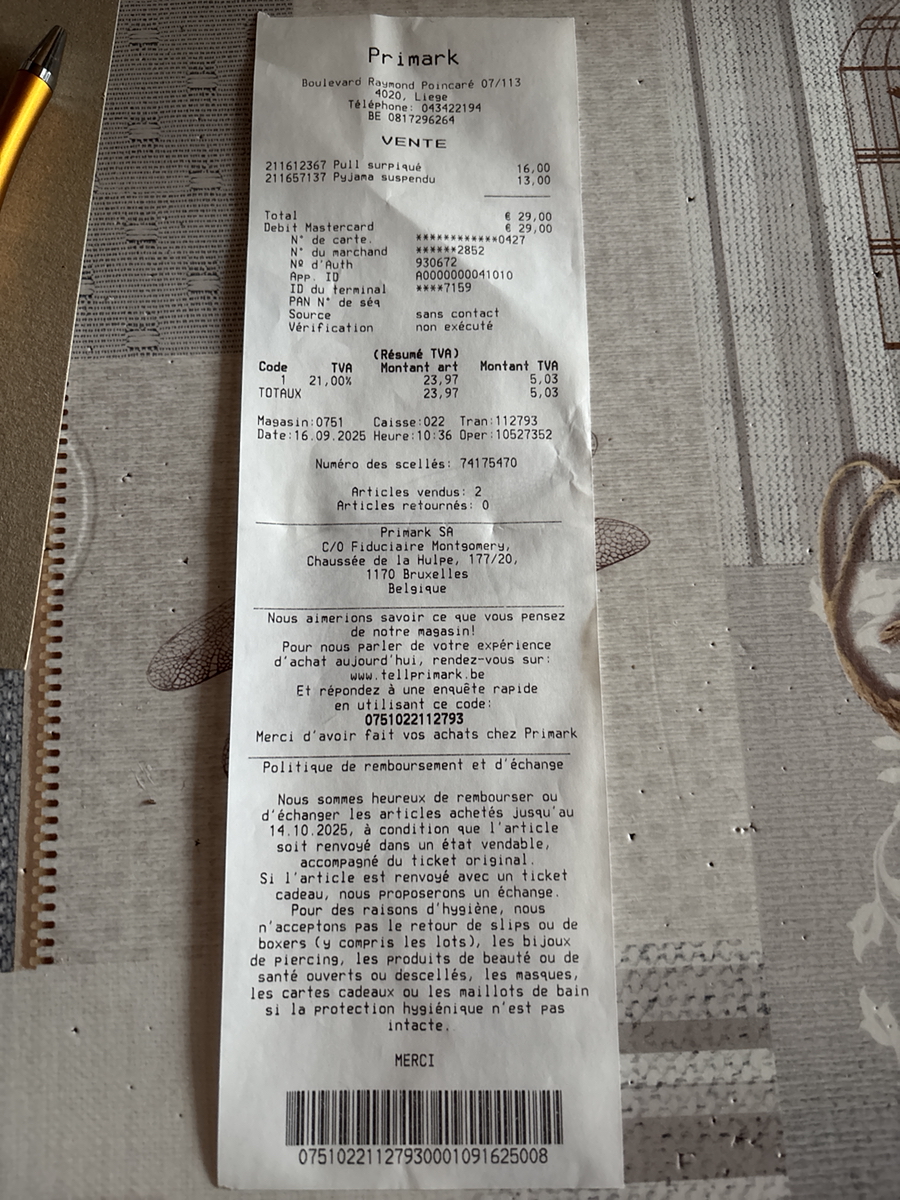 Primark
Boulevard Raymond Poincaré 07/113
4020, Liege
Téléphone: 043422194
BE 0817296264
VENTE
211612367 Pull surpiqué 16,00
211657137 Pyjama suspendu 13,00
Total € 29,00
Debit Mastercard € 29,00
N° de carte. ************0427
N° du marchand ******2852
Nº d'Auth 930672
App. ID A0000000041010
ID du terminal ****7159
PAN N° de séq
Source sans contact
Vérification non exécuté
(Résumé TVA)
Code TVA Montant art Montant TVA
1 21,00% 23,97 5,03
TOTAUX 23,97 5,03
Magasin:0751 Caisse:022 Tran:112793
Date:16.09.2025 Heure:10:36 Oper:10527352
Numéro des scellés: 74175470
Articles vendus: 2
Articles retournés: 0
Primark SA
C/O Fiduciaire Montgomery,
Chaussée de la Hulpe, 177/20,
1170 Bruxelles
Belgique
Nous aimerions savoir ce que vous pensez
de notre magasin!
Pour nous parler de votre expérience
d'achat aujourd'hui, rendez-vous sur:
www.tellprimark.be
Et répondez à une enquête rapide
en utilisant ce code:
0751022112793
Merci d'avoir fait vos achats chez Primark
Politique de remboursement et d'échange
Nous sommes heureux de rembourser ou
d'échanger les articles achetés jusqu'au
14.10.2025, à condition que l'article
soit renvoyé dans un état vendable,
accompagné du ticket original.
Si l'article est renvoyé avec un ticket
cadeau, nous proposerons un échange.
Pour des raisons d'hygiène, nous
n'acceptons pas le retour de slips ou de
boxers (y compris les lots), les bijoux
de piercing, les produits de beauté ou de
santé ouverts ou descellés, les masques,
les cartes cadeaux ou les maillots de bain
si la protection hygiénique n'est pas
intacte.
MERCI
07510221127930001091625008